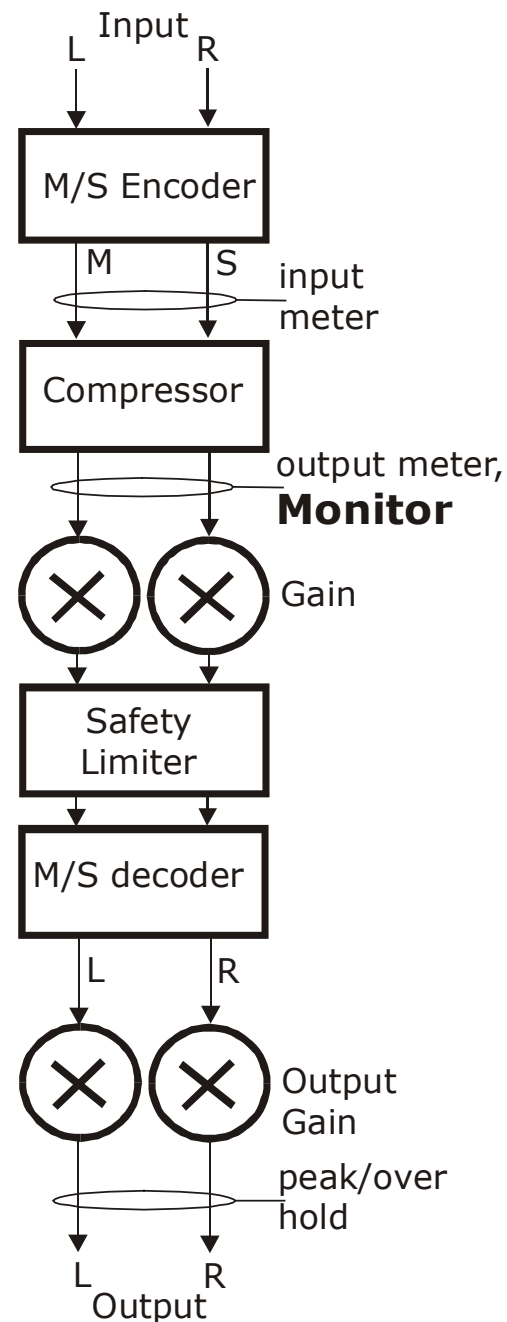 Input
L R
M/S Encoder
M S
input
meter
Compressor
output meter,
Monitor
Gain
Safety
Limiter
M/S decoder
L R
Output
Gain
peak/over
hold
L R
Output